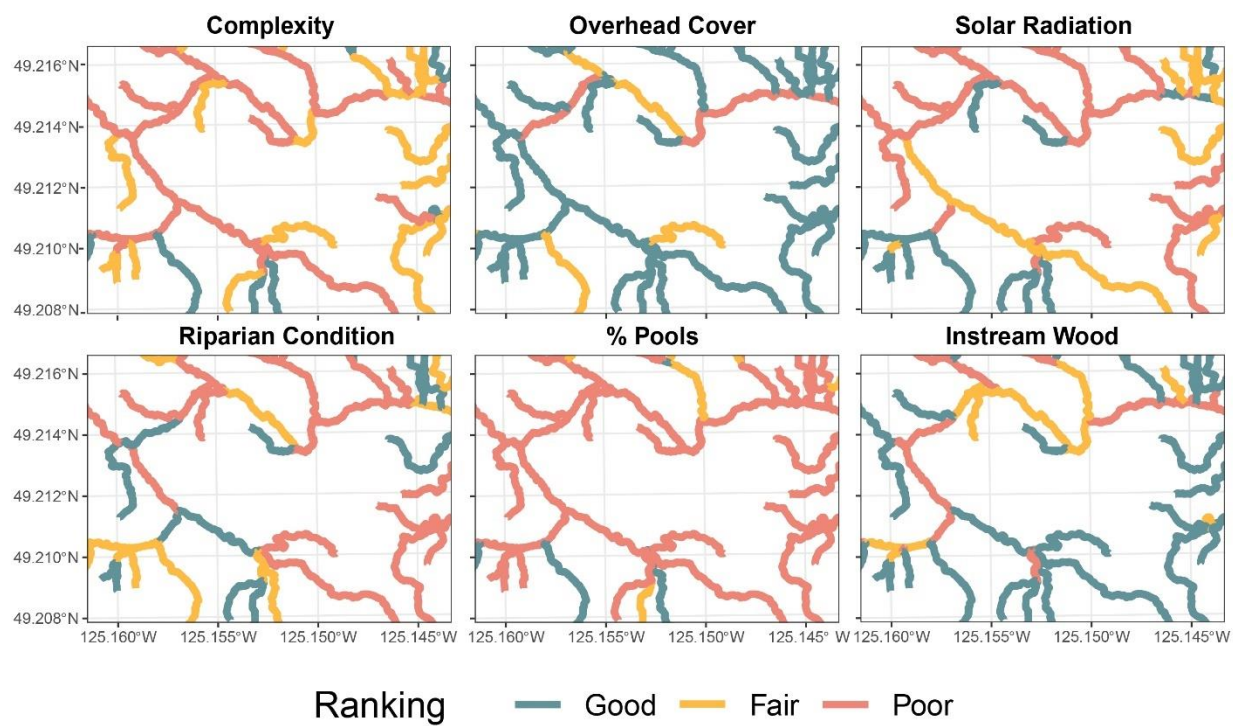 Complexity Overhead Cover Solar Radiation
49.216°N
49.214°N
49.212°N
49.210°N
49.208°N
Riparian Condition % Pools Instream Wood
49.216°N
49.214°N
49.212°N
49.210°N
49.208°N
125.160°W 125.155°W 125.150°W 125.145°W 125.160°W 125.155°W 125.150°W 125.145°W 125.160°W 125.155°W 125.150°W 125.145°W
Ranking Good Fair Poor